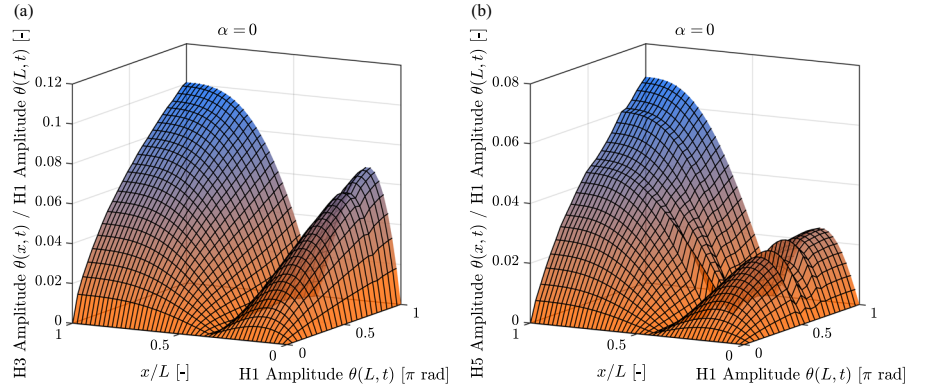 (a)
α = 0
H3 Amplitude θ(x, t) / H1 Amplitude θ(L, t) [-]
0.12
0.1
0.08
0.06
0.04
0.02
0
1
0.5
0
x/L [-]
0
0.5
1
H1 Amplitude θ(L, t) [π rad]
(b)
α = 0
H5 Amplitude θ(x, t) / H1 Amplitude θ(L, t) [-]
0.08
0.06
0.04
0.02
0
1
0.5
0
x/L [-]
0
0.5
1
H1 Amplitude θ(L, t) [π rad]